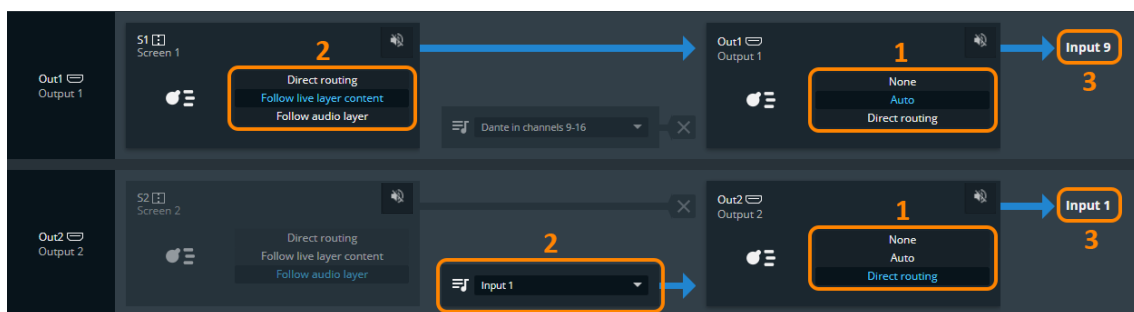 Out1
Output 1
S1
Screen 1
2
Direct routing
Follow live layer content
Follow audio layer
Dante in channels 9-16
Out1
Output 1
1
None
Auto
Direct routing
Input 9
3
Out2
Output 2
S2
Screen 2
Direct routing
Follow live layer content
Follow audio layer
2
Input 1
Out2
Output 2
1
None
Auto
Direct routing
Input 1
3